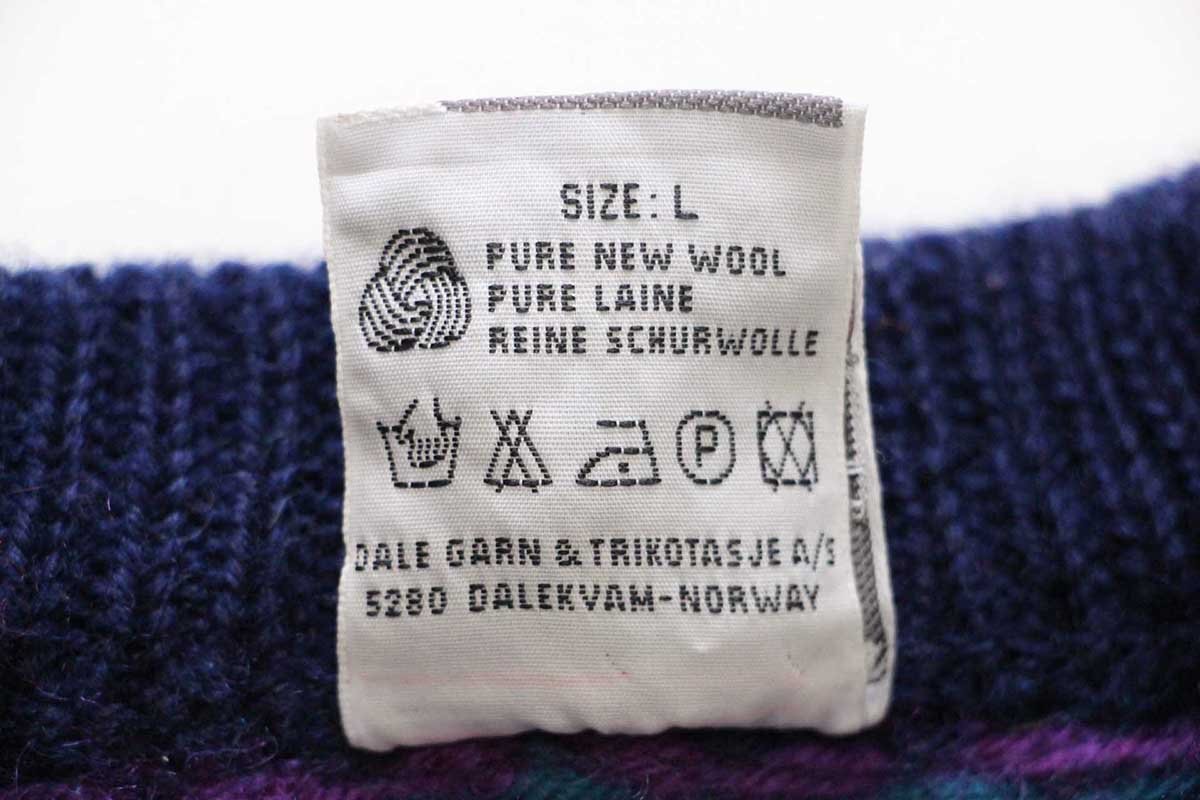 SIZE: L
PURE NEW WOOL
PURE LAINE
REINE SCHURWOLLE
P
DALE GARN & TRIKOTASJE A/S
5280 DALEKVAM-NORWAY